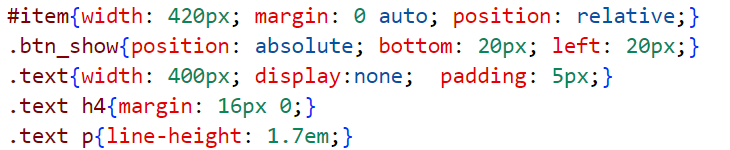 #item{width: 420px; margin: 0 auto; position: relative;}
.btn_show{position: absolute; bottom: 20px; left: 20px;}
.text{width: 400px; display:none;  padding: 5px;}
.text h4{margin: 16px 0;}
.text p{line-height: 1.7em;}